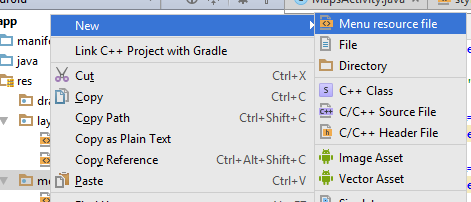 app
manife
java
res
dra
lay
me
New
Link C++ Project with Gradle
Cut Ctrl+X
Copy Ctrl+C
Copy Path Ctrl+Shift+C
Copy as Plain Text
Copy Reference Ctrl+Alt+Shift+C
Paste Ctrl+V
MapsActivity.java
sty
Menu resource file
File
Directory
C++ Class
C/C++ Source File
C/C++ Header File
Image Asset
Vector Asset